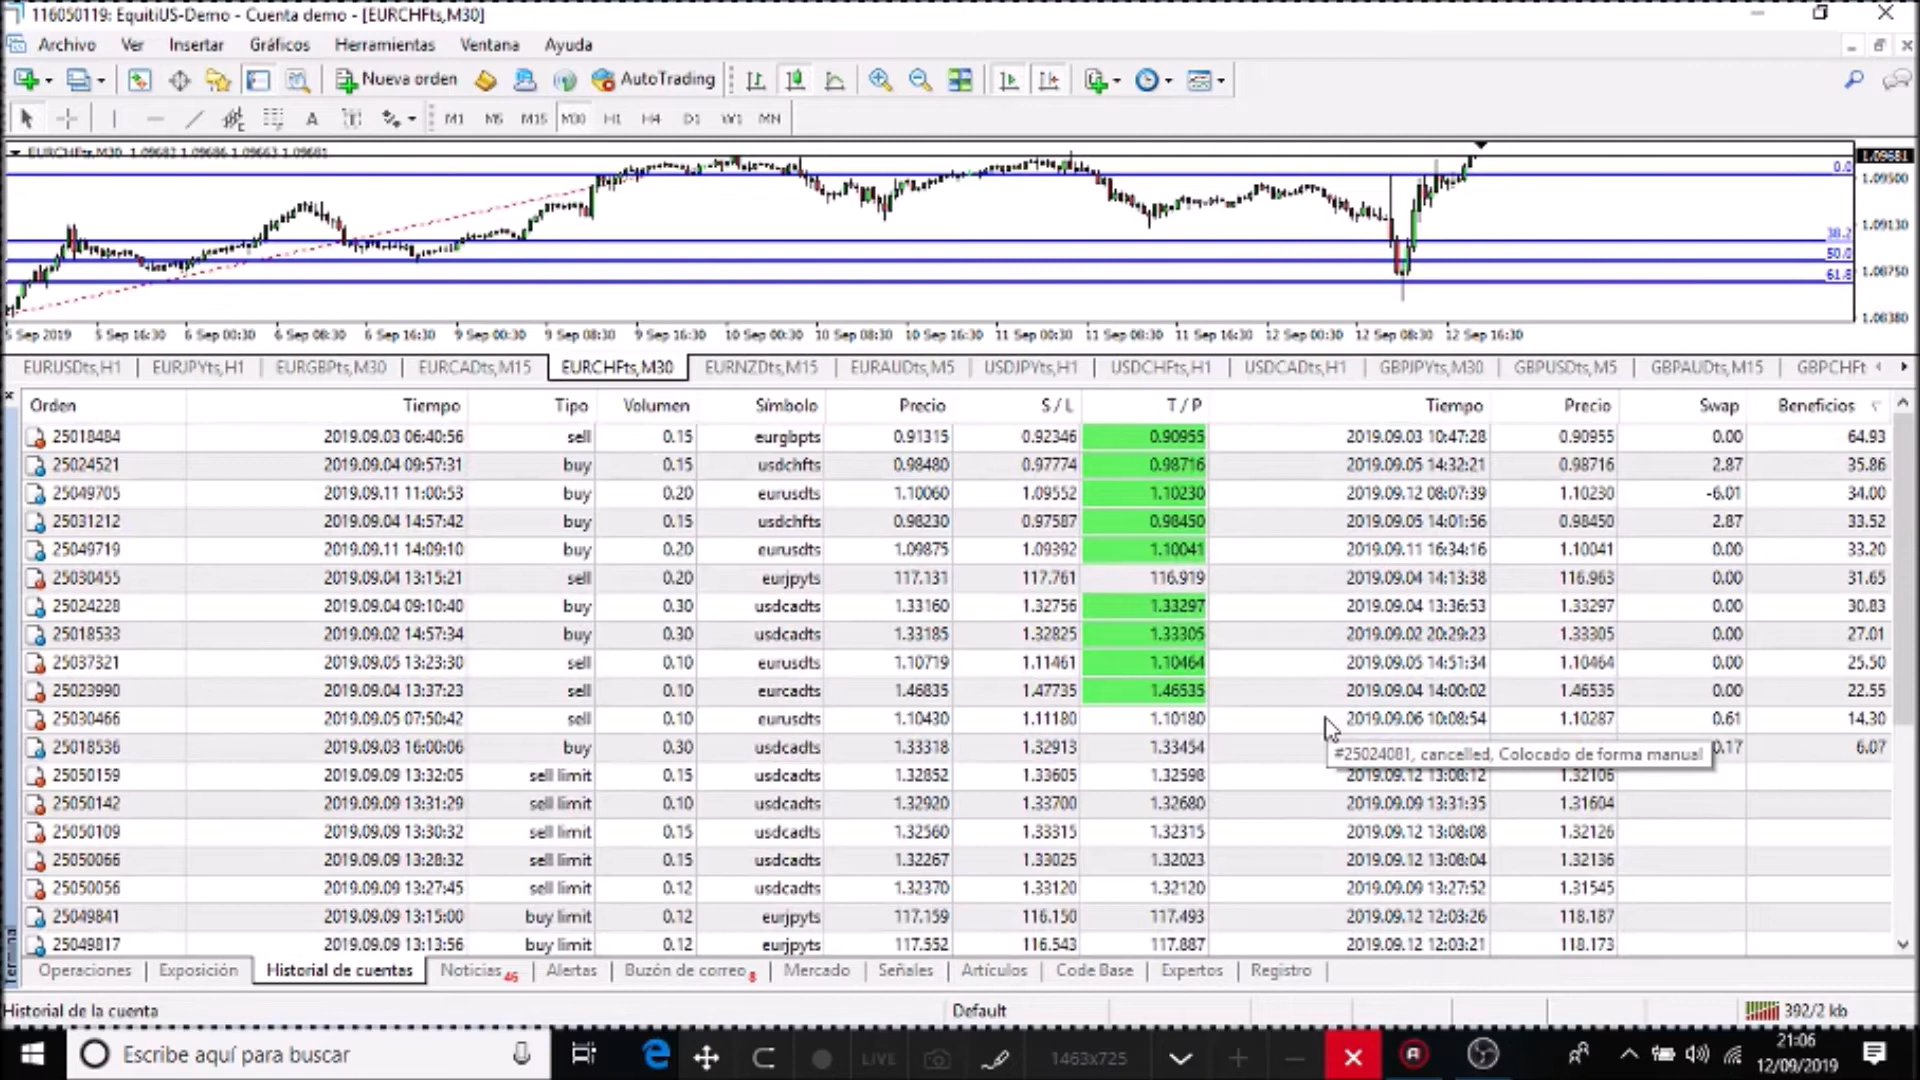 116050119: EquitiUS-Demo - Cuenta demo - [EURCHFts,M30]
Archivo Ver Insertar Gráficos Herramientas Ventana Ayuda
Nueva orden AutoTrading
A T M1 M5 M15 M30 H1 H4 D1 W1 MN
EURCHFts,M30 1.09682 1.09686 1.09663 1.09681
1.09681
0.0
1.09500
1.09130
38.2
50.0
1.08750
61.8
1.08380
5 Sep 2019 5 Sep 16:30 6 Sep 00:30 6 Sep 08:30 6 Sep 16:30 9 Sep 00:30 9 Sep 08:30 9 Sep 16:30 10 Sep 00:30 10 Sep 08:30 10 Sep 16:30 11 Sep 00:30 11 Sep 08:30 11 Sep 16:30 12 Sep 00:30 12 Sep 08:30 12 Sep 16:30
EURUSDts,H1 EURJPYts,H1 EURGBPts,M30 EURCADts,M15 EURCHFts,M30 EURNZDts,M15 EURAUDts,M5 USDJPYts,H1 USDCHFts,H1 USDCADts,H1 GBPJPYts,M30 GBPUSDts,M5 GBPAUDts,M15 GBPCHFt
Orden Tiempo Tipo Volumen Símbolo Precio S / L T / P Tiempo Precio Swap Beneficios
25018484 2019.09.03 06:40:56 sell 0.15 eurgbpts 0.91315 0.92346 0.90955 2019.09.03 10:47:28 0.90955 0.00 64.93
25024521 2019.09.04 09:57:31 buy 0.15 usdchfts 0.98480 0.97774 0.98716 2019.09.05 14:32:21 0.98716 2.87 35.86
25049705 2019.09.11 11:00:53 buy 0.20 eurusdts 1.10060 1.09552 1.10230 2019.09.12 08:07:39 1.10230 -6.01 34.00
25031212 2019.09.04 14:57:42 buy 0.15 usdchfts 0.98230 0.97587 0.98450 2019.09.05 14:01:56 0.98450 2.87 33.52
25049719 2019.09.11 14:09:10 buy 0.20 eurusdts 1.09875 1.09392 1.10041 2019.09.11 16:34:16 1.10041 0.00 33.20
25030455 2019.09.04 13:15:21 sell 0.20 eurjpyts 117.131 117.761 116.919 2019.09.04 14:13:38 116.963 0.00 31.65
25024228 2019.09.04 09:10:40 buy 0.30 usdcadts 1.33160 1.32756 1.33297 2019.09.04 13:36:53 1.33297 0.00 30.83
25018533 2019.09.02 14:57:34 buy 0.30 usdcadts 1.33185 1.32825 1.33305 2019.09.02 20:29:23 1.33305 0.00 27.01
25037321 2019.09.05 13:23:30 sell 0.10 eurusdts 1.10719 1.11461 1.10464 2019.09.05 14:51:34 1.10464 0.00 25.50
25023990 2019.09.04 13:37:23 sell 0.10 eurcadts 1.46835 1.47735 1.46535 2019.09.04 14:00:02 1.46535 0.00 22.55
25030466 2019.09.05 07:50:42 sell 0.10 eurusdts 1.10430 1.11180 1.10180 2019.09.06 10:08:54 1.10287 0.61 14.30
25018536 2019.09.03 16:00:06 buy 0.30 usdcadts 1.33318 1.32913 1.33454 #25024081, cancelled, Colocado de forma manual 0.17 6.07
25050159 2019.09.09 13:32:05 sell limit 0.15 usdcadts 1.32852 1.33605 1.32598 2019.09.12 13:08:12 1.32106
25050142 2019.09.09 13:31:29 sell limit 0.10 usdcadts 1.32920 1.33700 1.32680 2019.09.09 13:31:35 1.31604
25050109 2019.09.09 13:30:32 sell limit 0.15 usdcadts 1.32560 1.33315 1.32315 2019.09.12 13:08:08 1.32126
25050066 2019.09.09 13:28:32 sell limit 0.15 usdcadts 1.32267 1.33025 1.32023 2019.09.12 13:08:04 1.32136
25050056 2019.09.09 13:27:45 sell limit 0.12 usdcadts 1.32370 1.33120 1.32120 2019.09.09 13:27:52 1.31545
25049841 2019.09.09 13:15:00 buy limit 0.12 eurjpyts 117.159 116.150 117.493 2019.09.12 12:03:26 118.187
25049817 2019.09.09 13:13:56 buy limit 0.12 eurjpyts 117.552 116.543 117.887 2019.09.12 12:03:21 118.173
Terminal
Operaciones Exposición Historial de cuentas Noticias 46 Alertas Buzón de correo 8 Mercado Señales Artículos Code Base Expertos Registro
Historial de la cuenta Default 392/2 kb
Escribe aquí para buscar LIVE 1463x725 21:06
12/09/2019